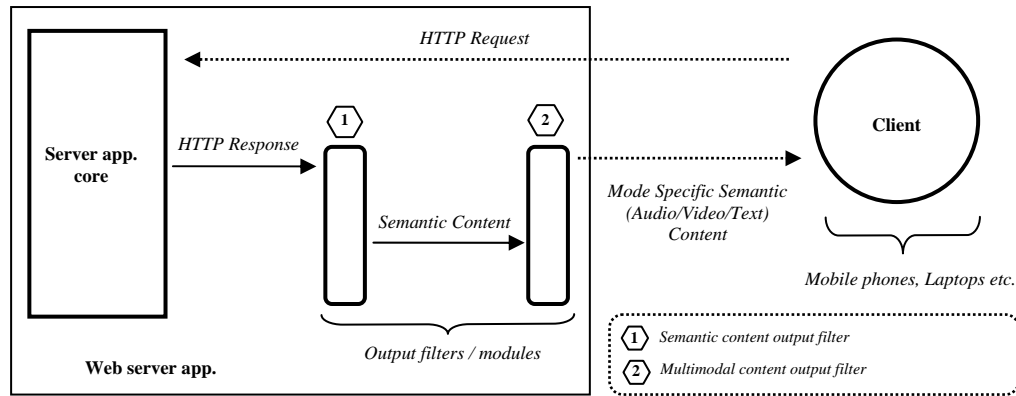 HTTP Request
1
2
Server app.
core
HTTP Response
Client
Mode Specific Semantic
(Audio/Video/Text)
Content
Semantic Content
Mobile phones, Laptops etc.
Output filters / modules
Web server app.
1 Semantic content output filter
2 Multimodal content output filter